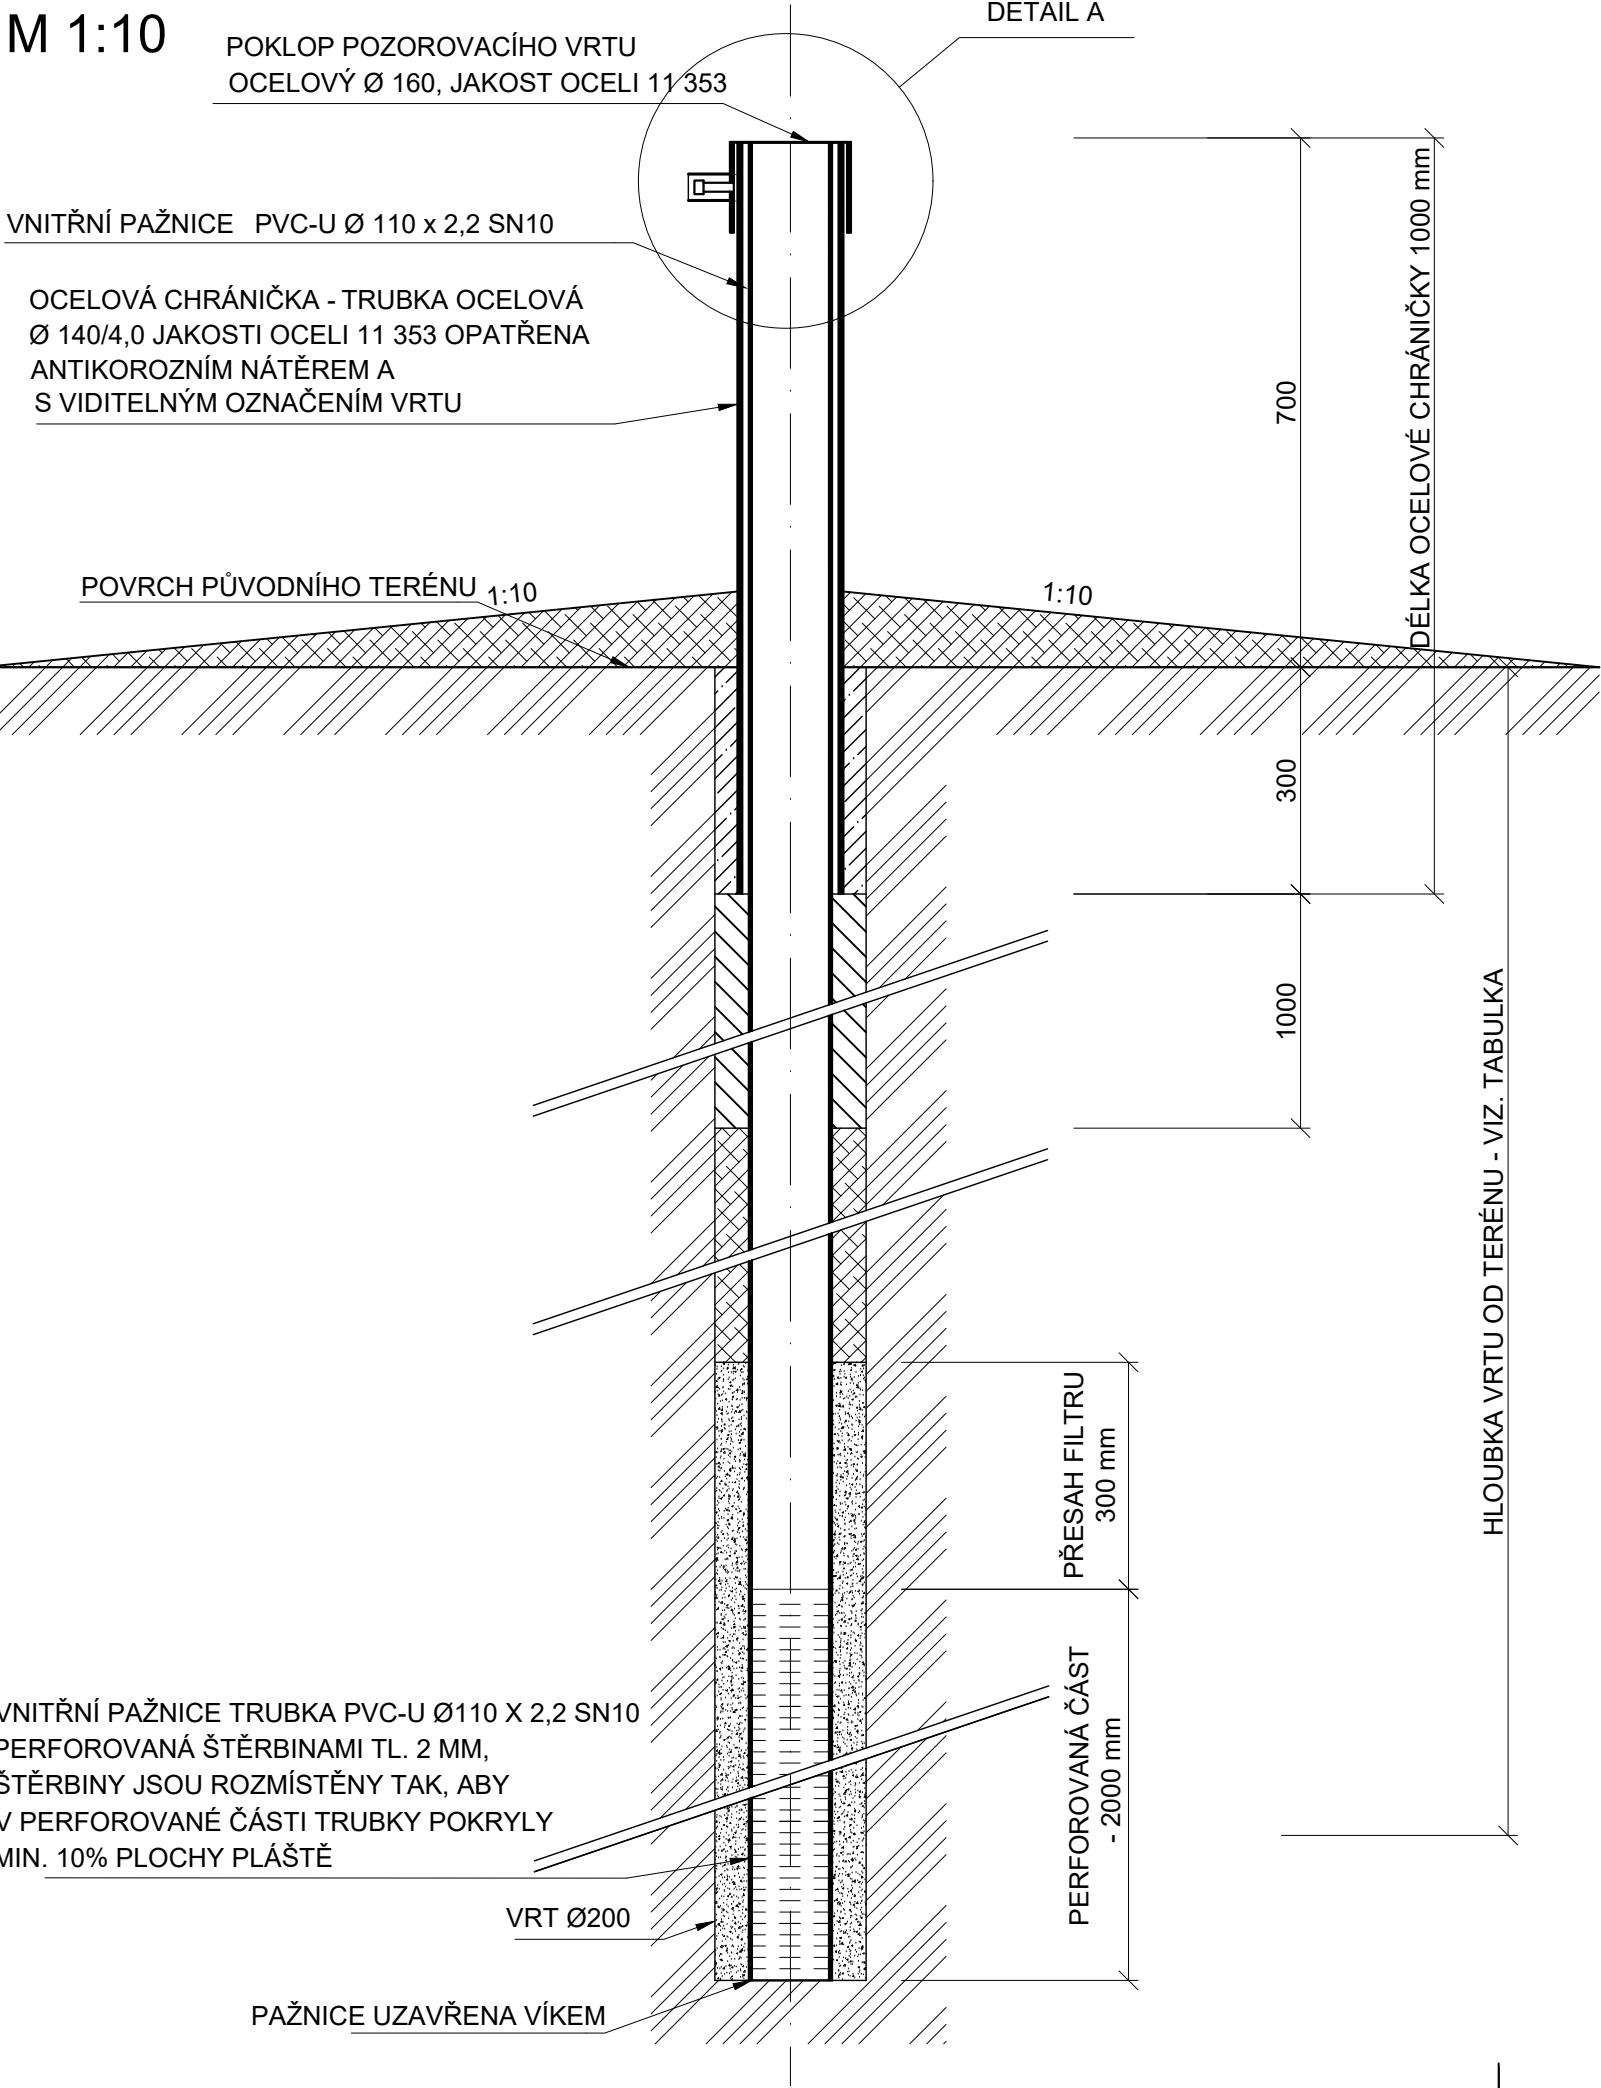 M 1:10
DETAIL A
POKLOP POZOROVACÍHO VRTU
OCELOVÝ Ø 160, JAKOST OCELI 11 353
VNITŘNÍ PAŽNICE PVC-U Ø 110 x 2,2 SN10
OCELOVÁ CHRÁNIČKA - TRUBKA OCELOVÁ
Ø 140/4,0 JAKOSTI OCELI 11 353 OPATŘENA
ANTIKOROZNÍM NÁTĚREM A
S VIDITELNÝM OZNAČENÍM VRTU
700
DÉLKA OCELOVÉ CHRÁNIČKY 1000 mm
POVRCH PŮVODNÍHO TERÉNU
1:10
1:10
300
1000
HLOUBKA VRTU OD TERÉNU - VIZ. TABULKA
PŘESAH FILTRU
300 mm
PERFOROVANÁ ČÁST
- 2000 mm
VNITŘNÍ PAŽNICE TRUBKA PVC-U Ø110 X 2,2 SN10
PERFOROVANÁ ŠTĚRBINAMI TL. 2 MM,
ŠTĚRBINY JSOU ROZMÍSTĚNY TAK, ABY
V PERFOROVANÉ ČÁSTI TRUBKY POKRYLY
MIN. 10% PLOCHY PLÁŠTĚ
VRT Ø200
PAŽNICE UZAVŘENA VÍKEM